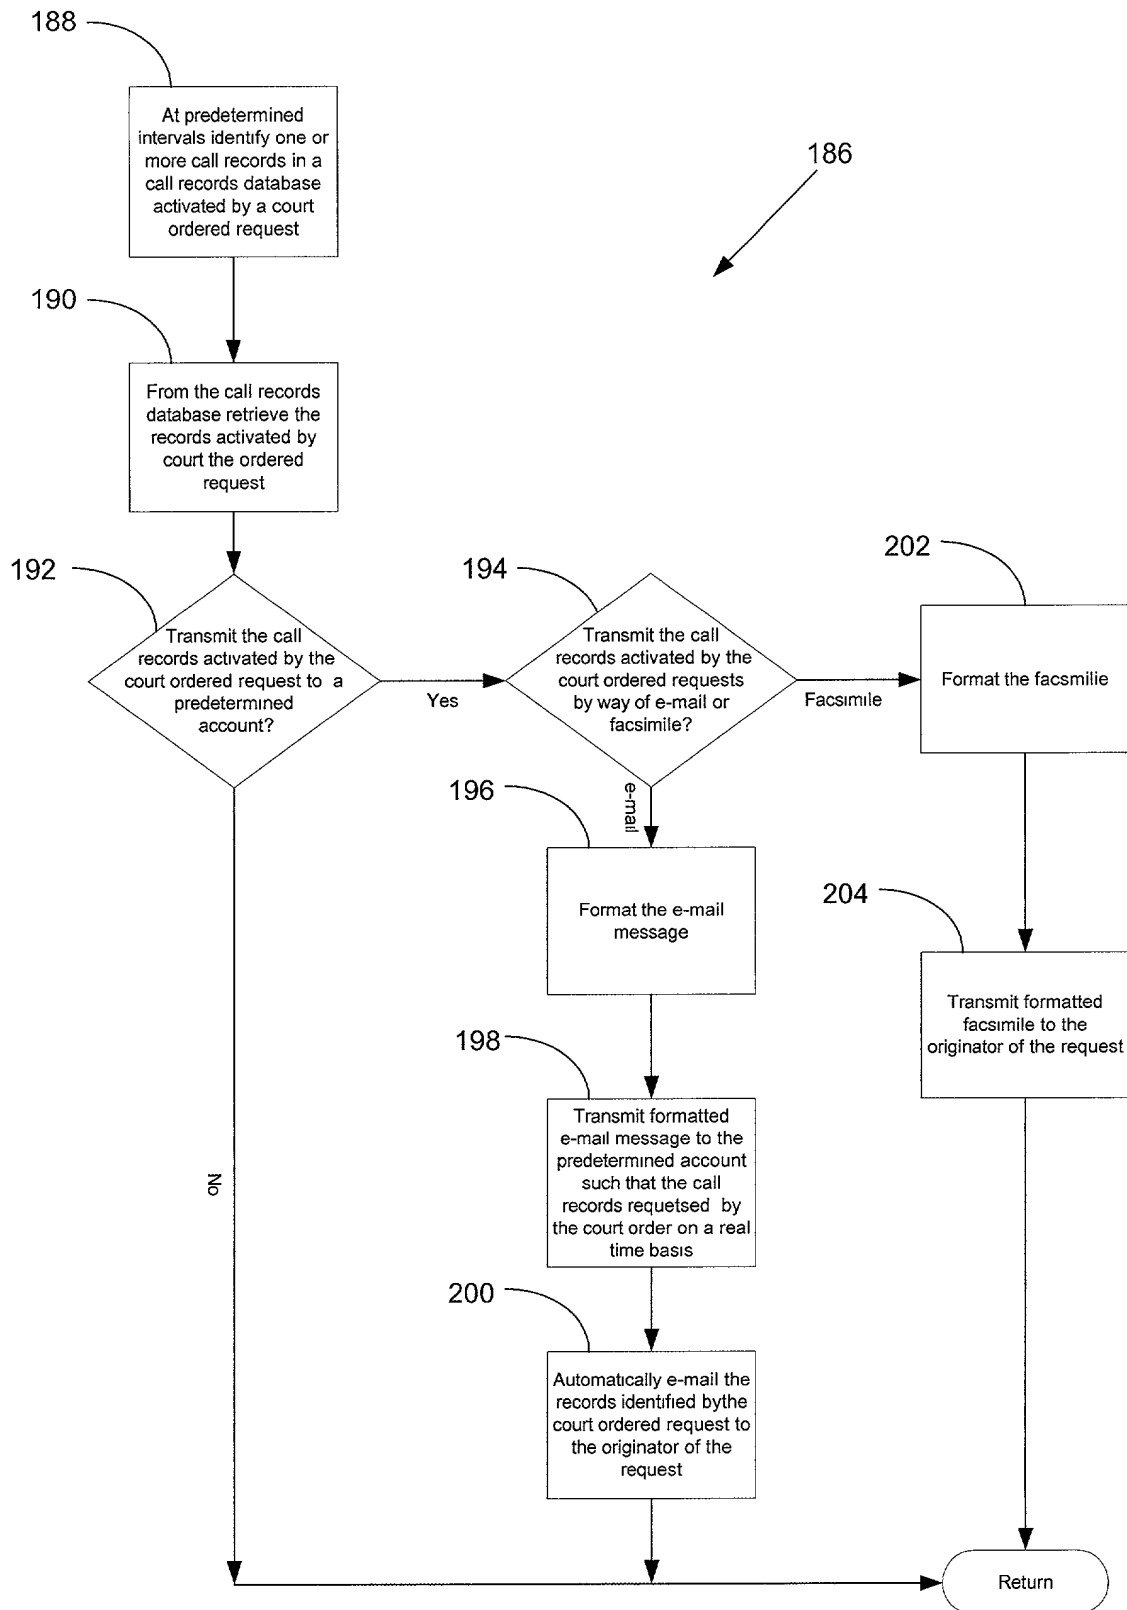 188
At predetermined
intervals identify one or
more call records in a
call records database
activated by a court
ordered request
186
190
From the call records
database retrieve the
records activated by
court the ordered
request
192
Transmit the call
records activated by the
court ordered request to a
predetermined
account?
Yes
194
Transmit the call
records activated by the
court ordered requests
by way of e-mail or
facsimile?
Facsimile
202
Format the facsmilie
e-mail
196
Format the e-mail
message
204
Transmit formatted
facsimile to the
originator of the request
198
Transmit formatted
e-mail message to the
predetermined account
such that the call
records requetsed by
the court order on a real
time basis
No
200
Automatically e-mail the
records identified bythe
court ordered request to
the originator of the
request
Return